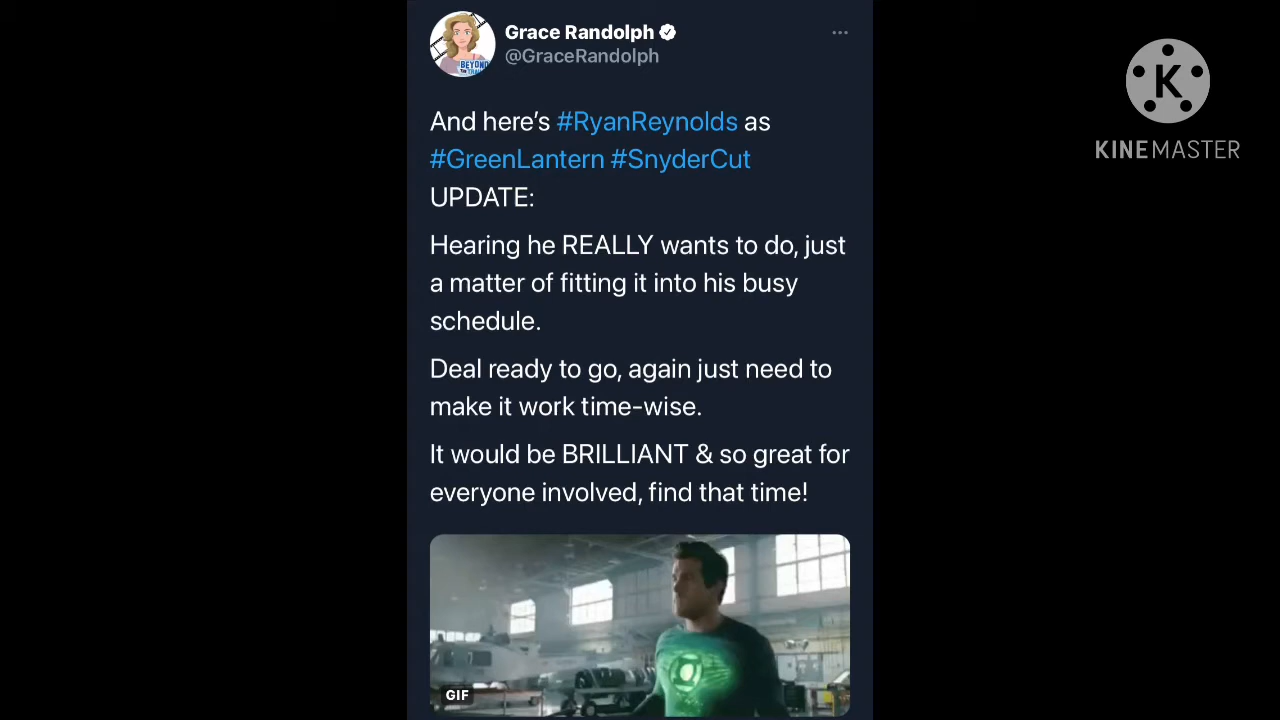 Grace Randolph
@GraceRandolph
And here’s #RyanReynolds as
#GreenLantern #SnyderCut
UPDATE:
Hearing he REALLY wants to do, just
a matter of fitting it into his busy
schedule.
Deal ready to go, again just need to
make it work time-wise.
It would be BRILLIANT & so great for
everyone involved, find that time!
GIF
BEYOND
K
KINEMASTER